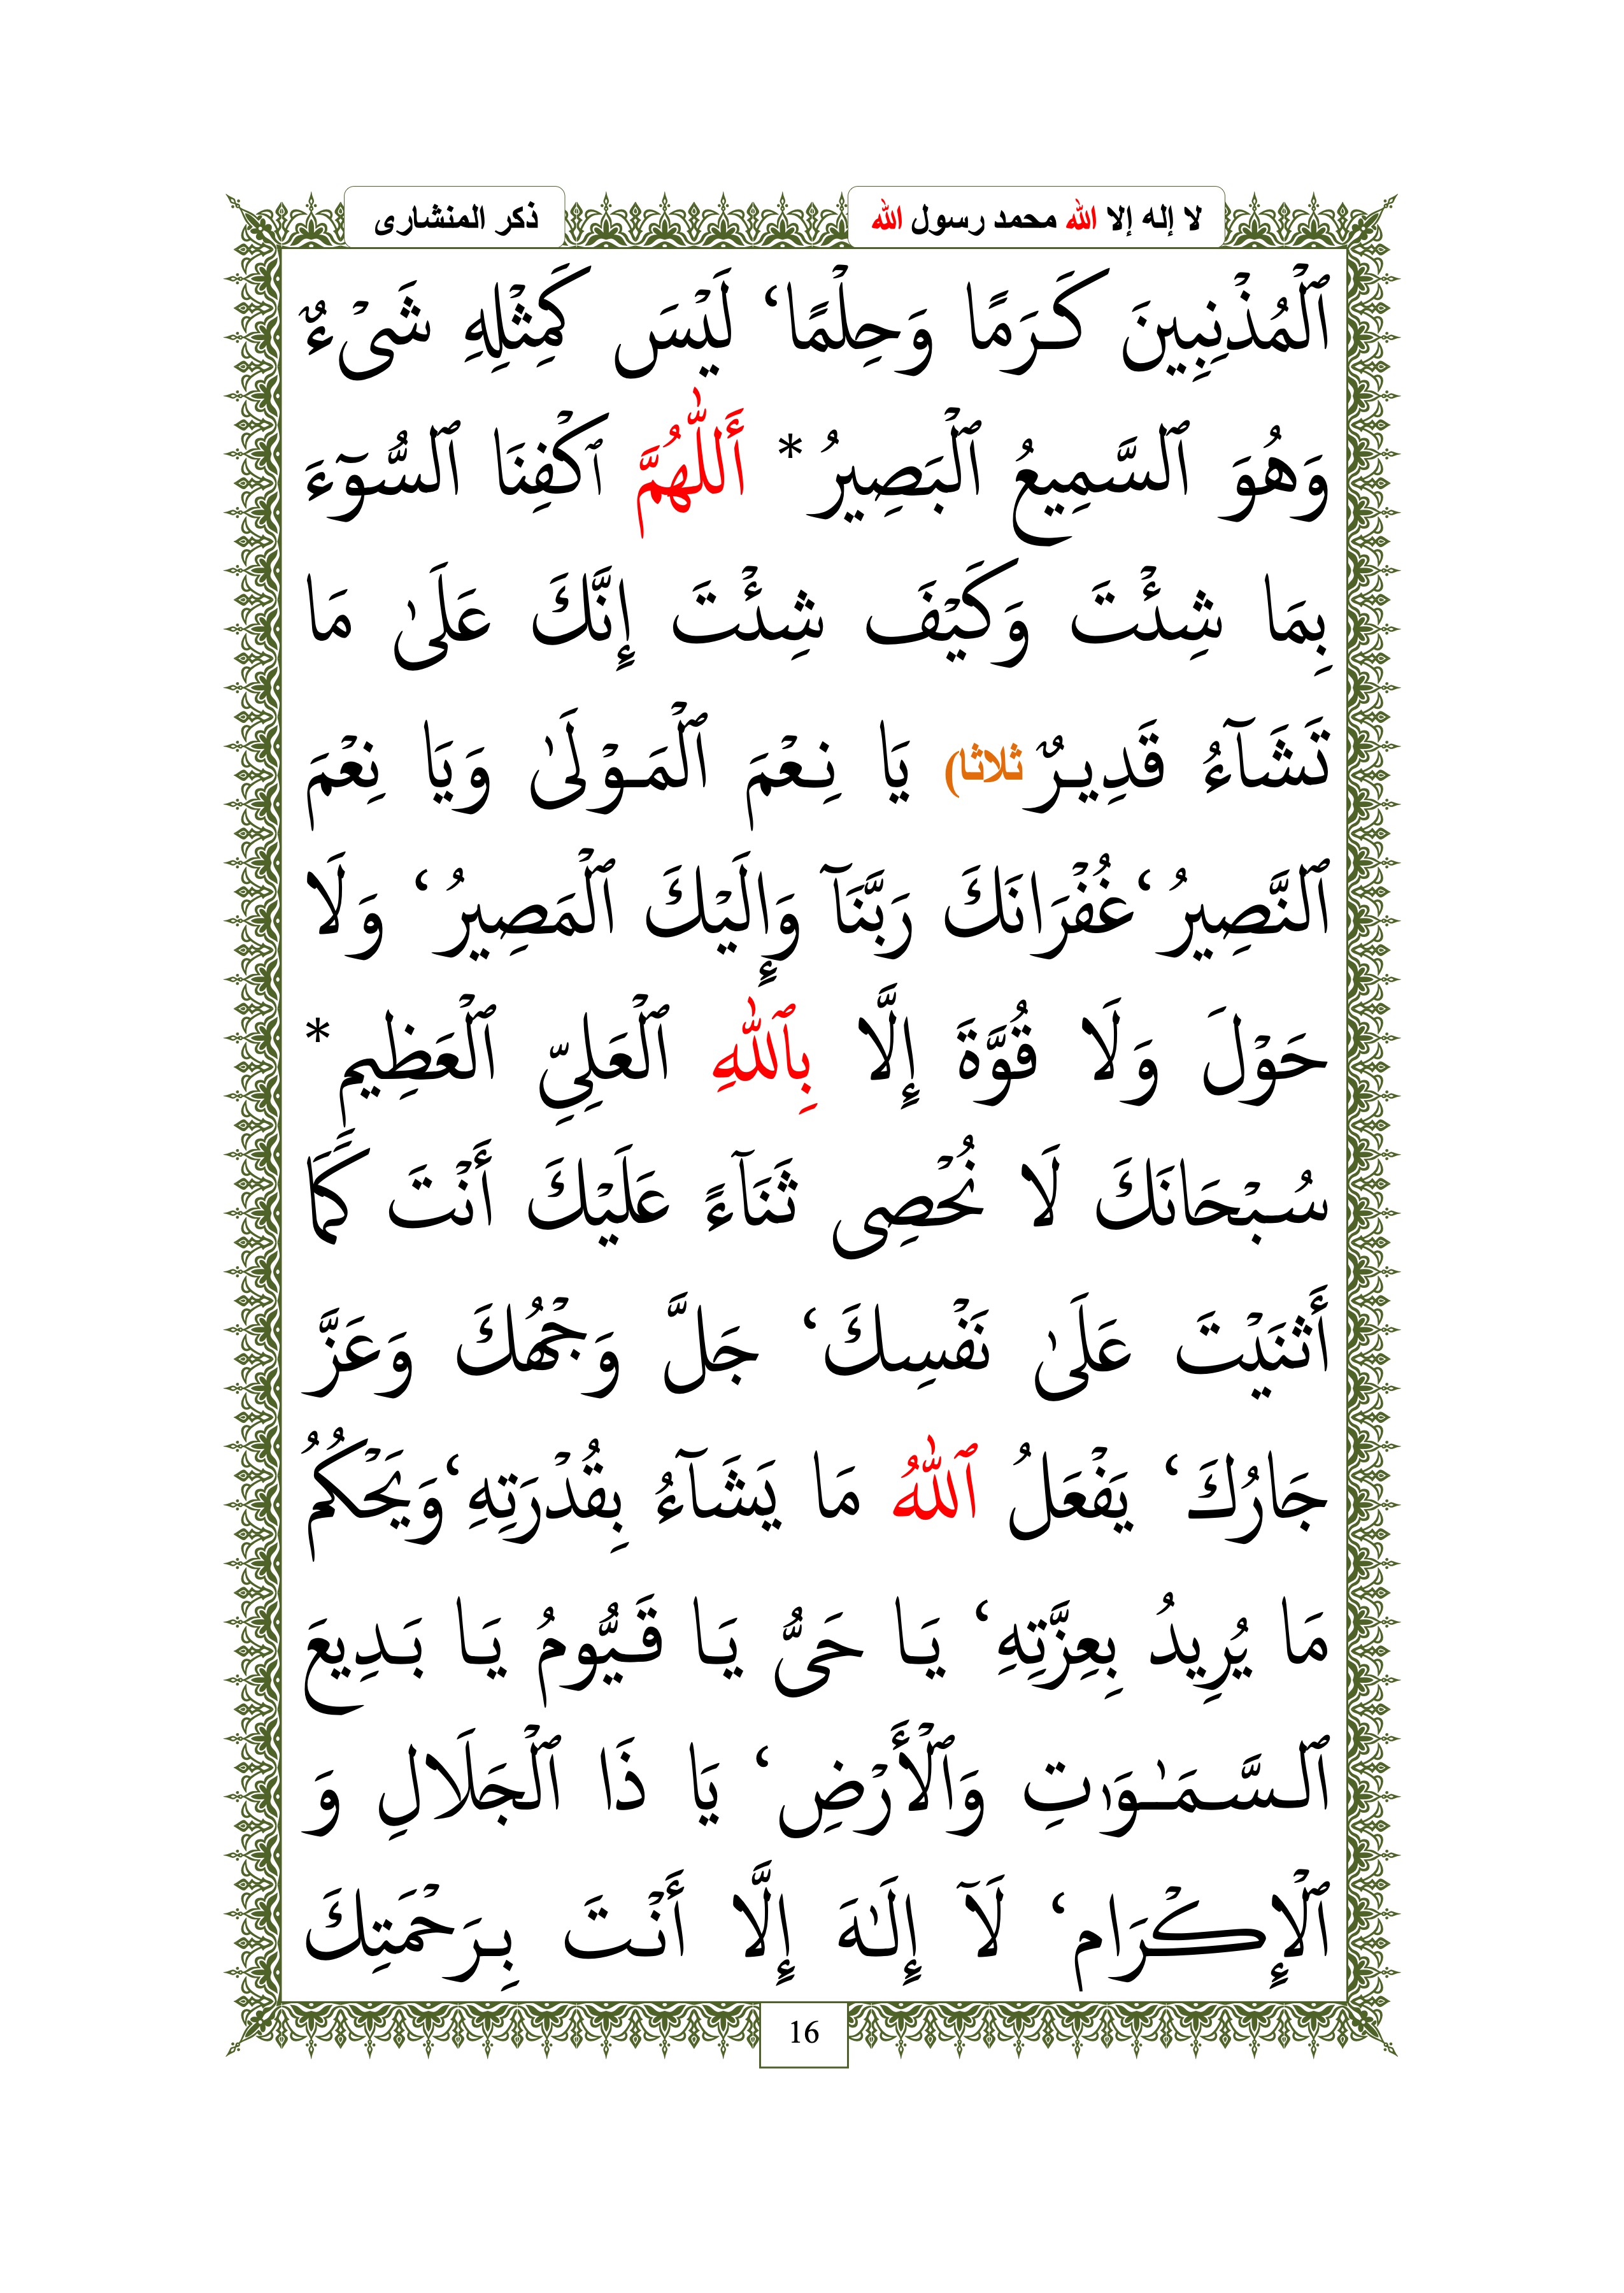 لا إله إلا الله محمد رسول الله
ذكر المنشارى
ٱلْمُذْنِبِينَ كَرَمًا وَحِلْمًا، لَيْسَ كَمِثْلِهِ شَىْءٌ
وَهُوَ ٱلسَّمِيعُ ٱلْبَصِيرُ * أَللّٰهُمَّ ٱكْفِنَا ٱلسُّوٓءَ
بِمَا شِئْتَ وَكَيْفَ شِئْتَ إِنَّكَ عَلَىٰ مَا
تَشَآءُ قَدِيرٌ ثلاثا) يَا نِعْمَ ٱلْمَوْلَىٰ وَيَا نِعْمَ
ٱلنَّصِيرُ، غُفْرَانَكَ رَبَّنَآ وَإِلَيْكَ ٱلْمَصِيرُ، وَلَا
حَوْلَ وَلَا قُوَّةَ إِلَّا بِٱللّٰهِ ٱلْعَلِىِّ ٱلْعَظِيمِ *
سُبْحَانَكَ لَا نُحْصِى ثَنَآءً عَلَيْكَ أَنْتَ كَمَا
أَثْنَيْتَ عَلَىٰ نَفْسِكَ، جَلَّ وَجْهُكَ وَعَزَّ
جَارُكَ، يَفْعَلُ ٱللّٰهُ مَا يَشَآءُ بِقُدْرَتِهِ، وَيَحْكُمُ
مَا يُرِيدُ بِعِزَّتِهِ، يَا حَىُّ يَا قَيُّومُ يَا بَدِيعَ
ٱلسَّمَـٰوَٰتِ وَٱلْأَرْضِ، يَا ذَا ٱلْجَلَالِ وَ
ٱلْإِكْرَامِ، لَآ إِلَـٰهَ إِلَّا أَنْتَ بِرَحْمَتِكَ
16